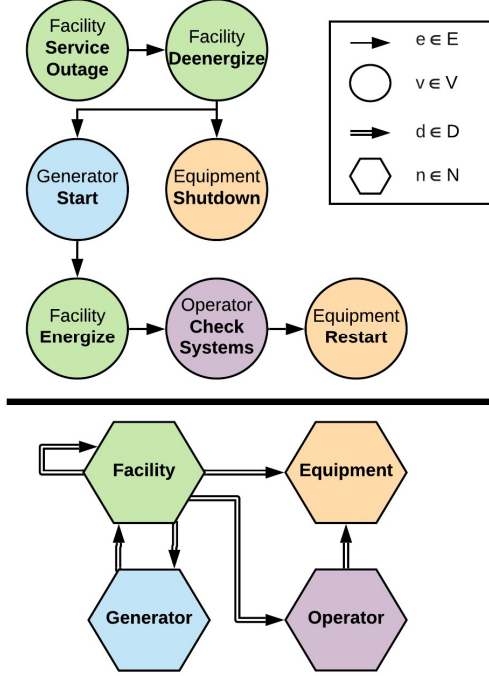 Facility
Service
Outage
Facility
Deenergize
e ∈ E
v ∈ V
d ∈ D
n ∈ N
Generator
Start
Equipment
Shutdown
Facility
Energize
Operator
Check
Systems
Equipment
Restart
Facility
Equipment
Generator
Operator